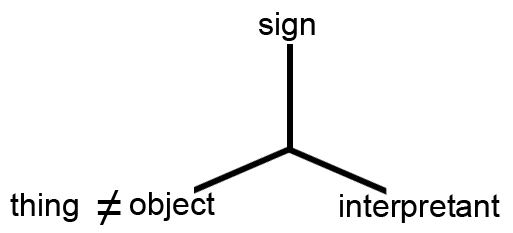 sign
thing ≠ object
interpretant